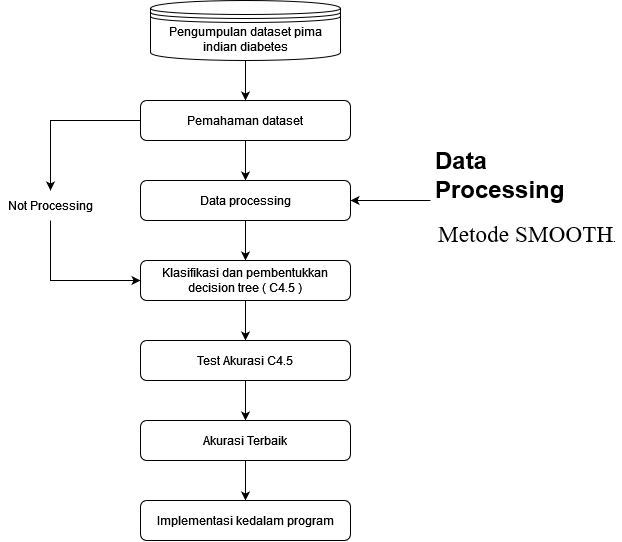 Pengumpulan dataset pima
indian diabetes
Pemahaman dataset
Not Processing
Data processing
Data
Processing
Metode SMOOTH.
Klasifikasi dan pembentukkan
decision tree ( C4.5 )
Test Akurasi C4.5
Akurasi Terbaik
Implementasi kedalam program